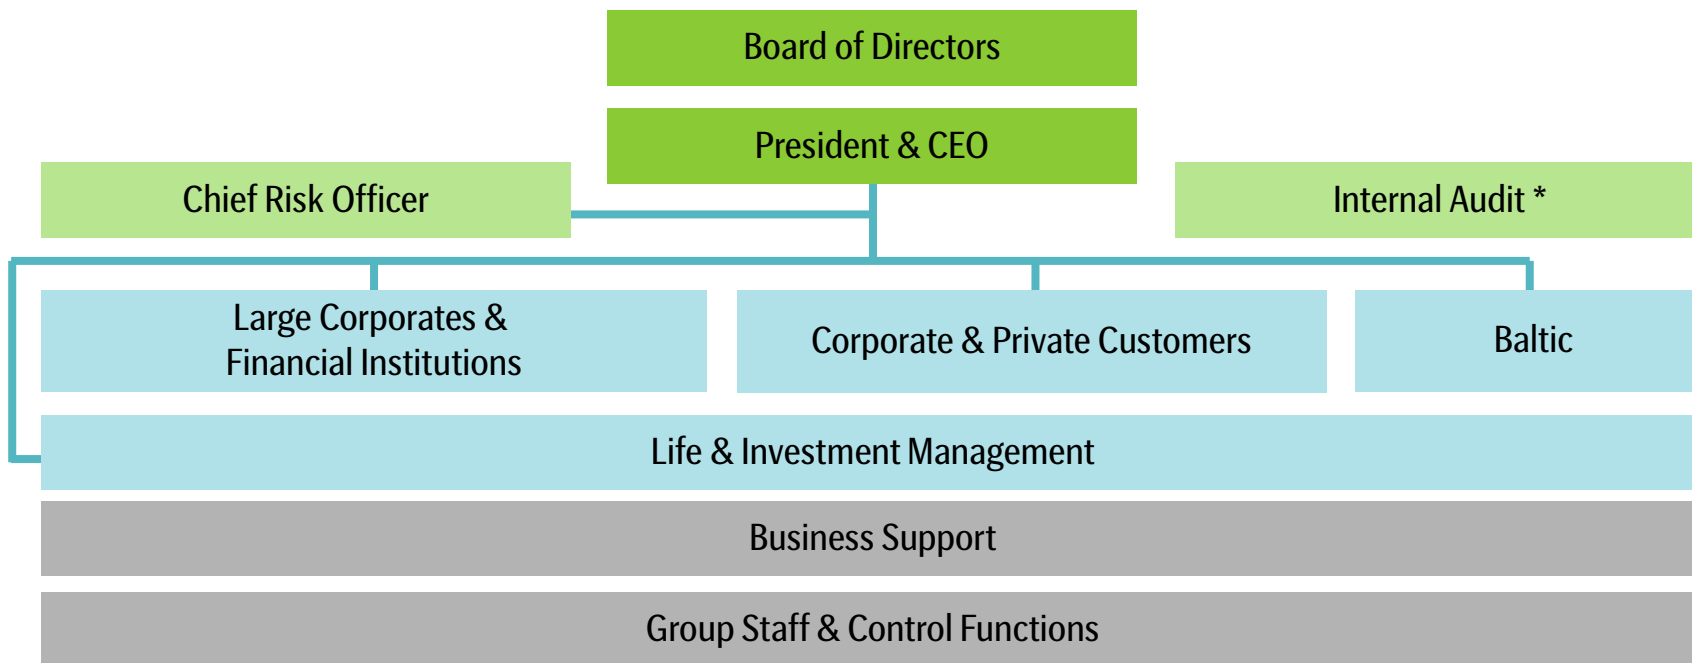 Board of Directors
President & CEO
Chief Risk Officer
Internal Audit *
Large Corporates &
Financial Institutions
Corporate & Private Customers
Baltic
Life & Investment Management
Business Support
Group Staff & Control Functions